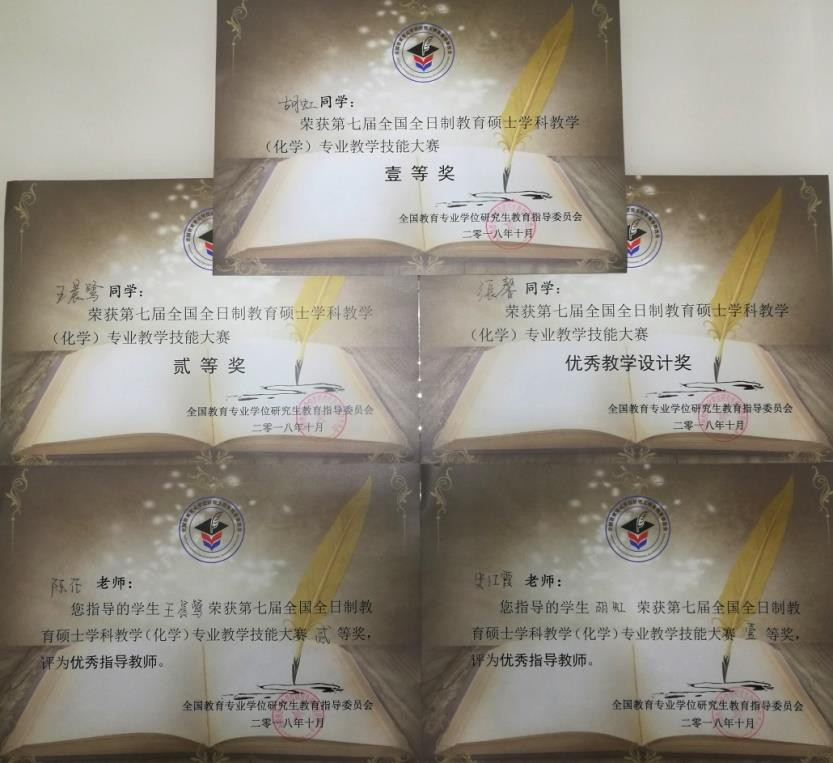 胡虹同学：
荣获第七届全国全日制教育硕士学科教学
（化学）专业教学技能大赛
壹等奖
全国教育专业学位研究生教育指导委员会
二零一八年十月
王晨鹭同学：
荣获第七届全国全日制教育硕士学科教学
（化学）专业教学技能大赛
贰等奖
全国教育专业学位研究生教育指导委员会
二零一八年十月
张馨同学：
荣获第七届全国全日制教育硕士学科教学
（化学）专业教学技能大赛
优秀教学设计奖
全国教育专业学位研究生教育指导委员会
二零一八年十月
陈花 老师：
您指导的学生王晨鹭荣获第七届全国全日制教
育硕士学科教学（化学）专业教学技能大赛贰等奖，
评为优秀指导教师。
全国教育专业学位研究生教育指导委员会
二零一八年十月
史红霞 老师：
您指导的学生 胡虹 荣获第七届全国全日制教
育硕士学科教学（化学）专业教学技能大赛壹等奖，
评为优秀指导教师。
全国教育专业学位研究生教育指导委员会
二零一八年十月